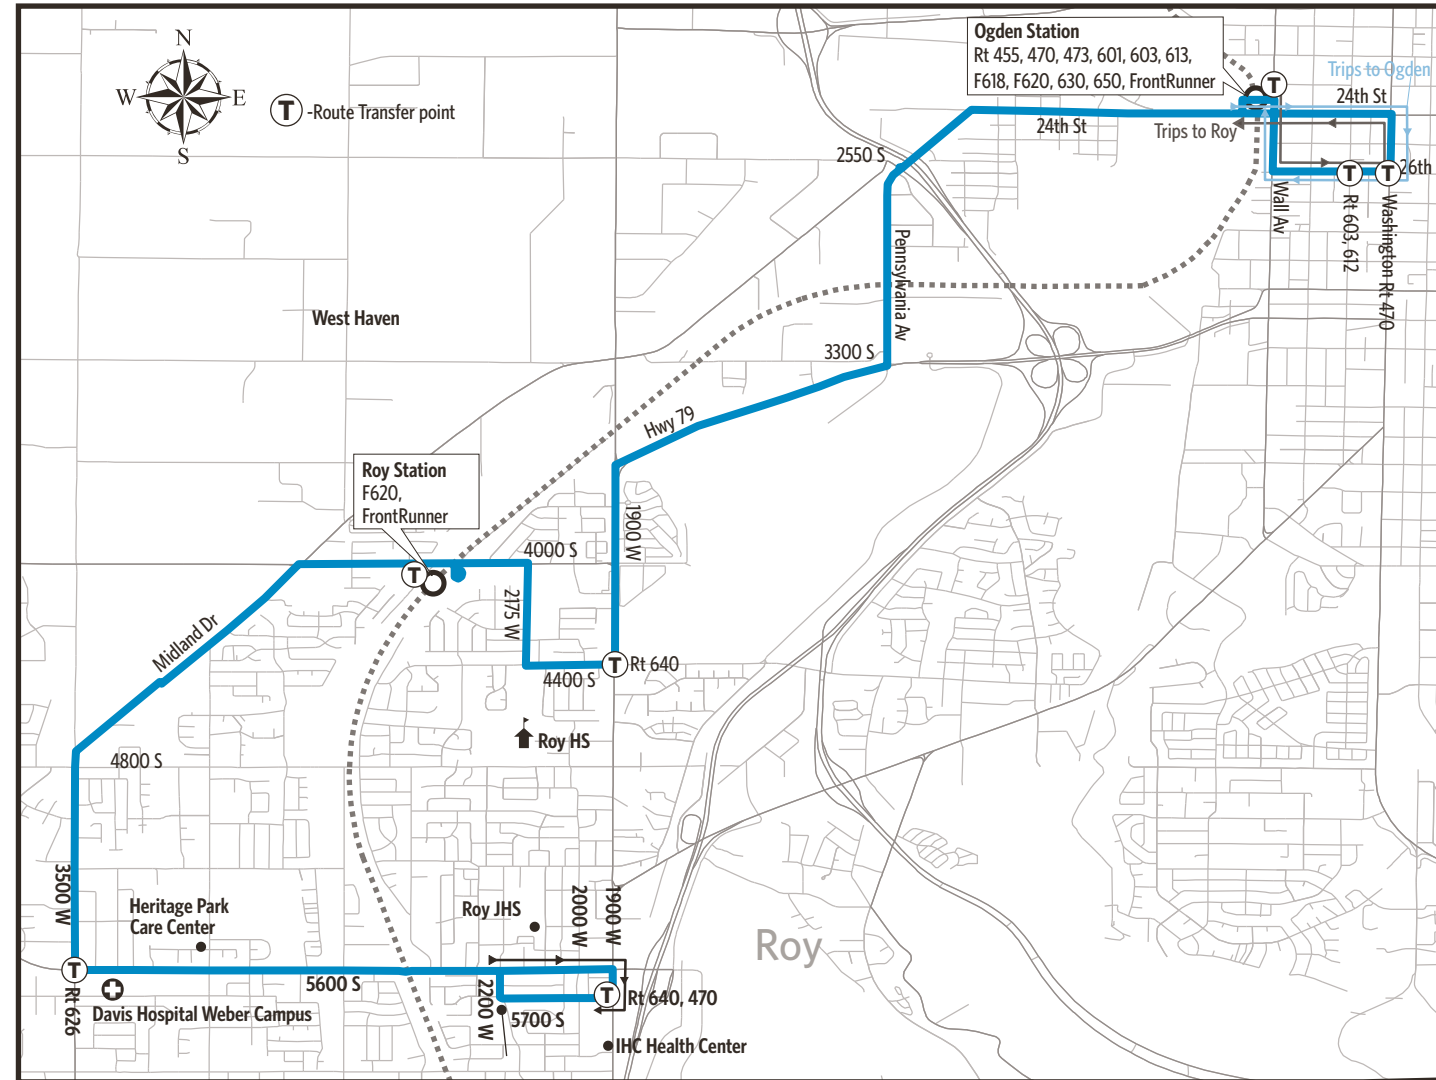 N
W
E
S
T
-Route Transfer point
Ogden Station
Rt 455, 470, 473, 601, 603, 613,
F618, F620, 630, 650, FrontRunner
T
Trips to Ogden
24th St
24th St
Trips to Roy
2550 S
T
T
26th
Wall Av
Rt 603, 612
Washington Rt 470
Pennsylvania Av
West Haven
3300 S
Hwy 79
Roy Station
F620,
FrontRunner
1900 W
4000 S
T
2175 W
Midland Dr
T
Rt 640
4400 S
Roy HS
4800 S
3500 W
Heritage Park
Care Center
Roy JHS
2000 W
1900 W
Roy
T
5600 S
Rt 626
Davis Hospital Weber Campus
2200 W
5700 S
T
Rt 640, 470
IHC Health Center